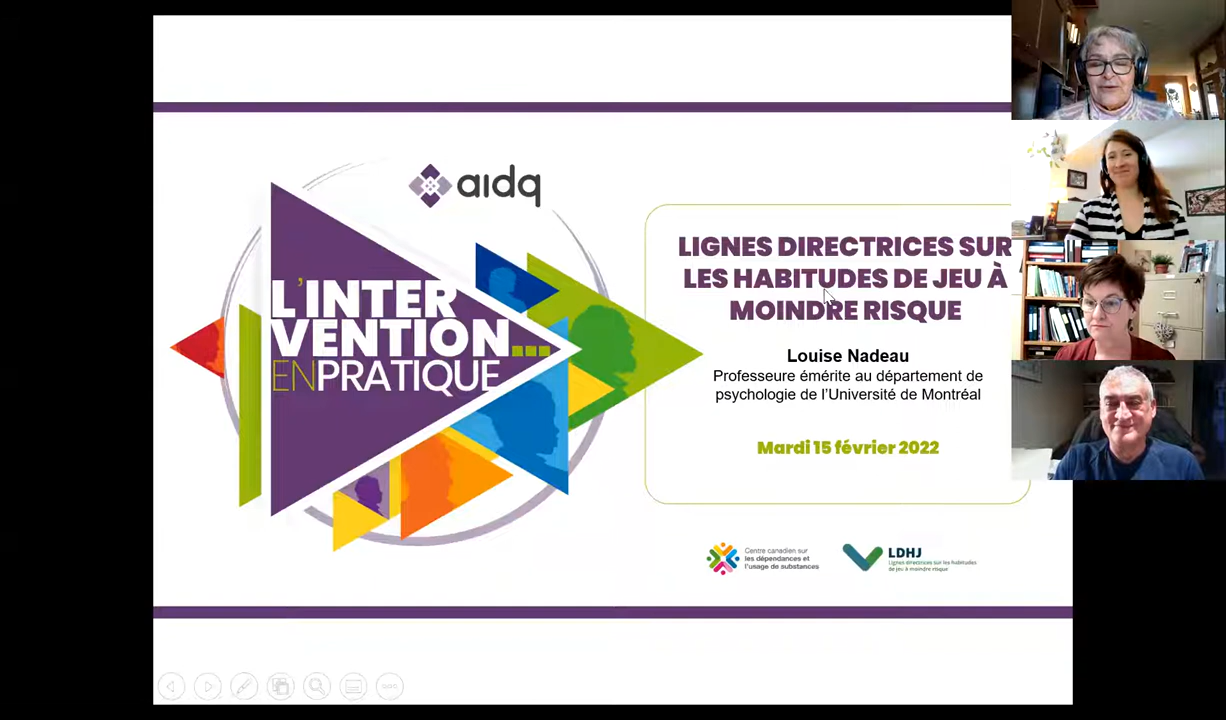 aidq
L'INTER
VENTION...
ENPRATIQUE
LIGNES DIRECTRICES SUR
LES HABITUDES DE JEU À
MOINDRE RISQUE
Louise Nadeau
Professeure émérite au département de
psychologie de l'Université de Montréal
Mardi 15 février 2022
Centre canadien sur
les dépendances et
l'usage de substances
LDHJ
Lignes directrices sur les habitudes
de jeu à moindre risque